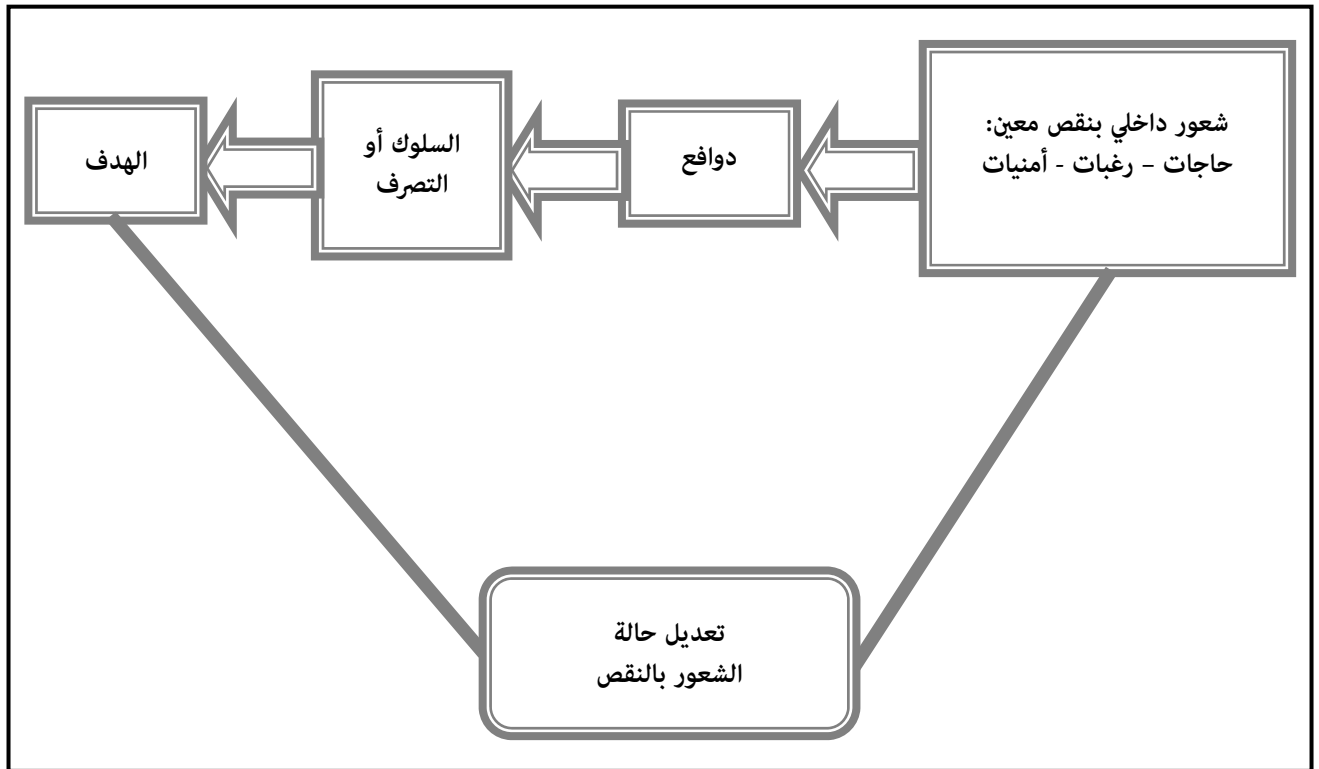 شعور داخلي بنقص معين:
حاجات – رغبات - أمنيات
دوافع
السلوك أو
التصرف
الهدف
تعديل حالة
الشعور بالنقص